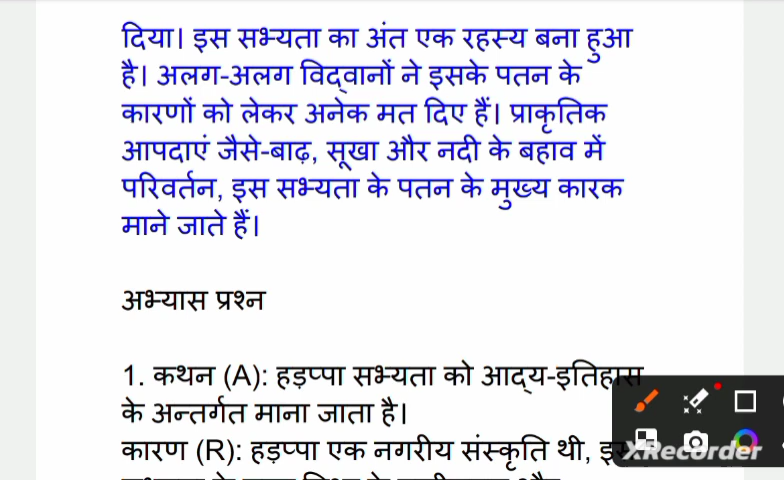 दिया। इस सभ्यता का अंत एक रहस्य बना हुआ
है। अलग-अलग विद्वानों ने इसके पतन के
कारणों को लेकर अनेक मत दिए हैं। प्राकृतिक
आपदाएं जैसे-बाढ़, सूखा और नदी के बहाव में
परिवर्तन, इस सभ्यता के पतन के मुख्य कारक
माने जाते हैं।
अभ्यास प्रश्न
1. कथन (A): हड़प्पा सभ्यता को आद्य-इतिहास
के अन्तर्गत माना जाता है।
कारण (R): हड़प्पा एक नगरीय संस्कृति थी,
XRecorder